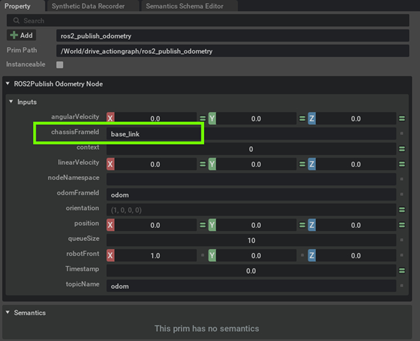 Property Synthetic Data Recorder Semantics Schema Editor
Search
Add ros2_publish_odometry
Prim Path /World/drive_actiongraph/ros2_publish_odometry
Instanceable
ROS2Publish Odometry Node
Inputs
angularVelocity X 0.0 Y 0.0 Z 0.0
chassisFrameId base_link
context 0
linearVelocity X 0.0 Y 0.0 Z 0.0
nodeNamespace
odomFrameId odom
orientation (1, 0, 0, 0)
position X 0.0 Y 0.0 Z 0.0
queueSize 10
robotFront X 1.0 Y 0.0 Z 0.0
Timestamp 0.0
topicName odom
Semantics
This prim has no semantics